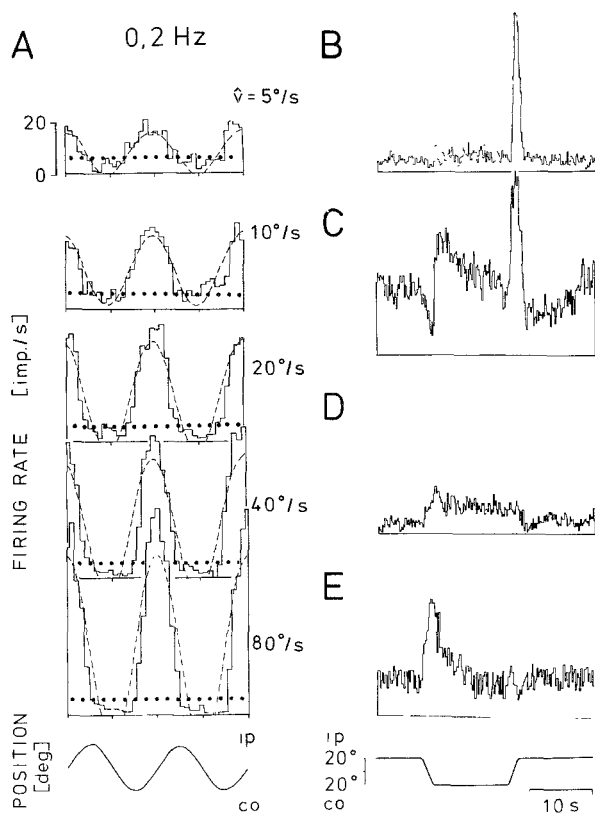 A
0,2 Hz
B
v̂ = 5°/s
20
0
C
10°/s
20°/s
D
40°/s
E
80°/s
FIRING RATE [imp./s]
POSITION [deg]
ip
co
ip
20°
20°
co
10 s